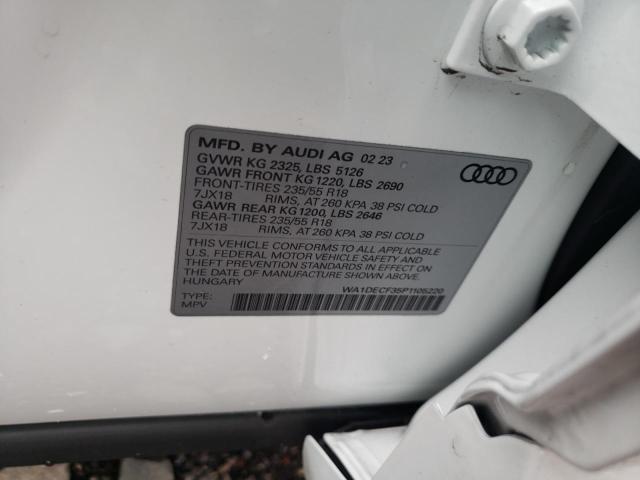 MFD. BY AUDI AG 02 23
GVWR KG 2325, LBS 5126
GAWR FRONT KG 1220, LBS 2690
FRONT-TIRES 235/55 R18
7JX18 RIMS, AT 260 KPA 38 PSI COLD
GAWR REAR KG 1200, LBS 2646
REAR-TIRES 235/55 R18
7JX18 RIMS, AT 260 KPA 38 PSI COLD
THIS VEHICLE CONFORMS TO ALL APPLICABLE
U.S. FEDERAL MOTOR VEHICLE SAFETY AND
THEFT PREVENTION STANDARDS IN EFFECT ON
THE DATE OF MANUFACTURE SHOWN ABOVE.
HUNGARY
WA1DECF35P1105220
TYPE:
MPV